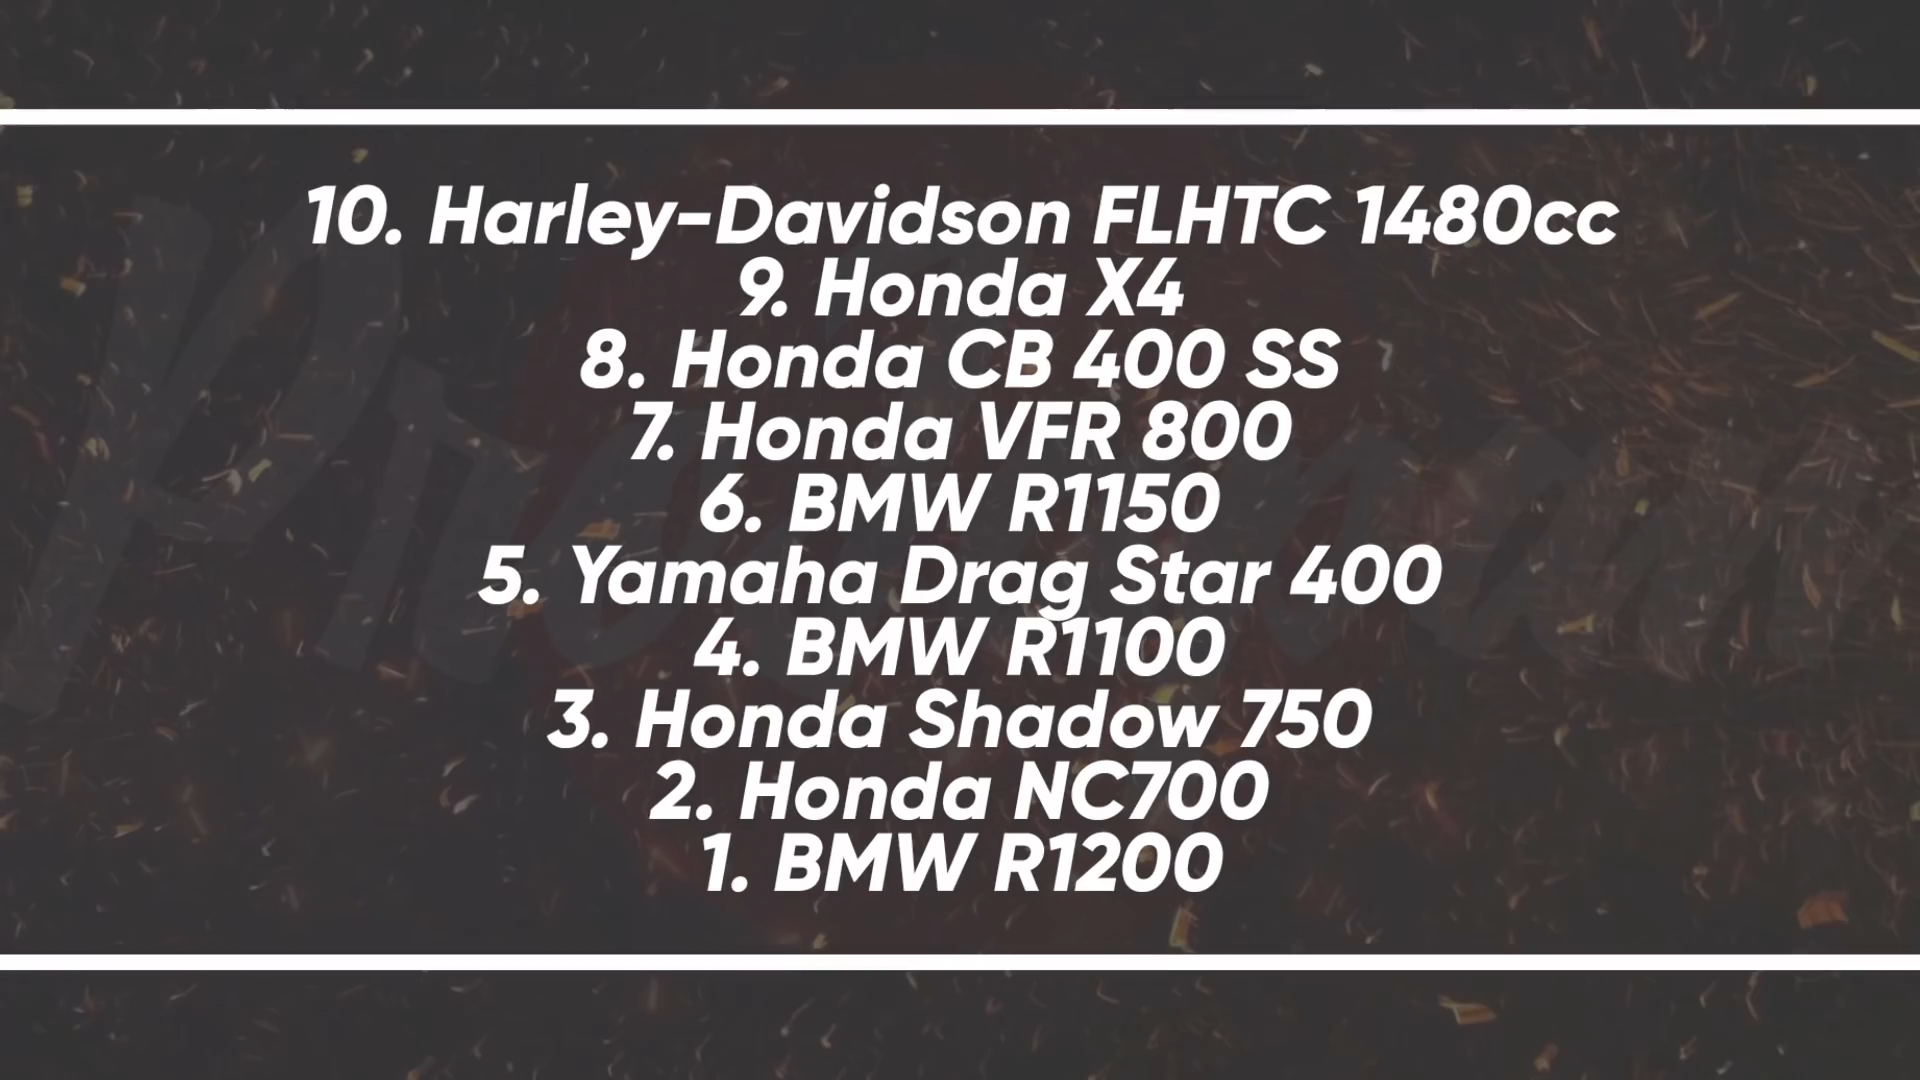 10. Harley-Davidson FLHTC 1480cc
9. Honda X4
8. Honda CB 400 SS
7. Honda VFR 800
6. BMW R1150
5. Yamaha Drag Star 400
4. BMW R1100
3. Honda Shadow 750
2. Honda NC700
1. BMW R1200